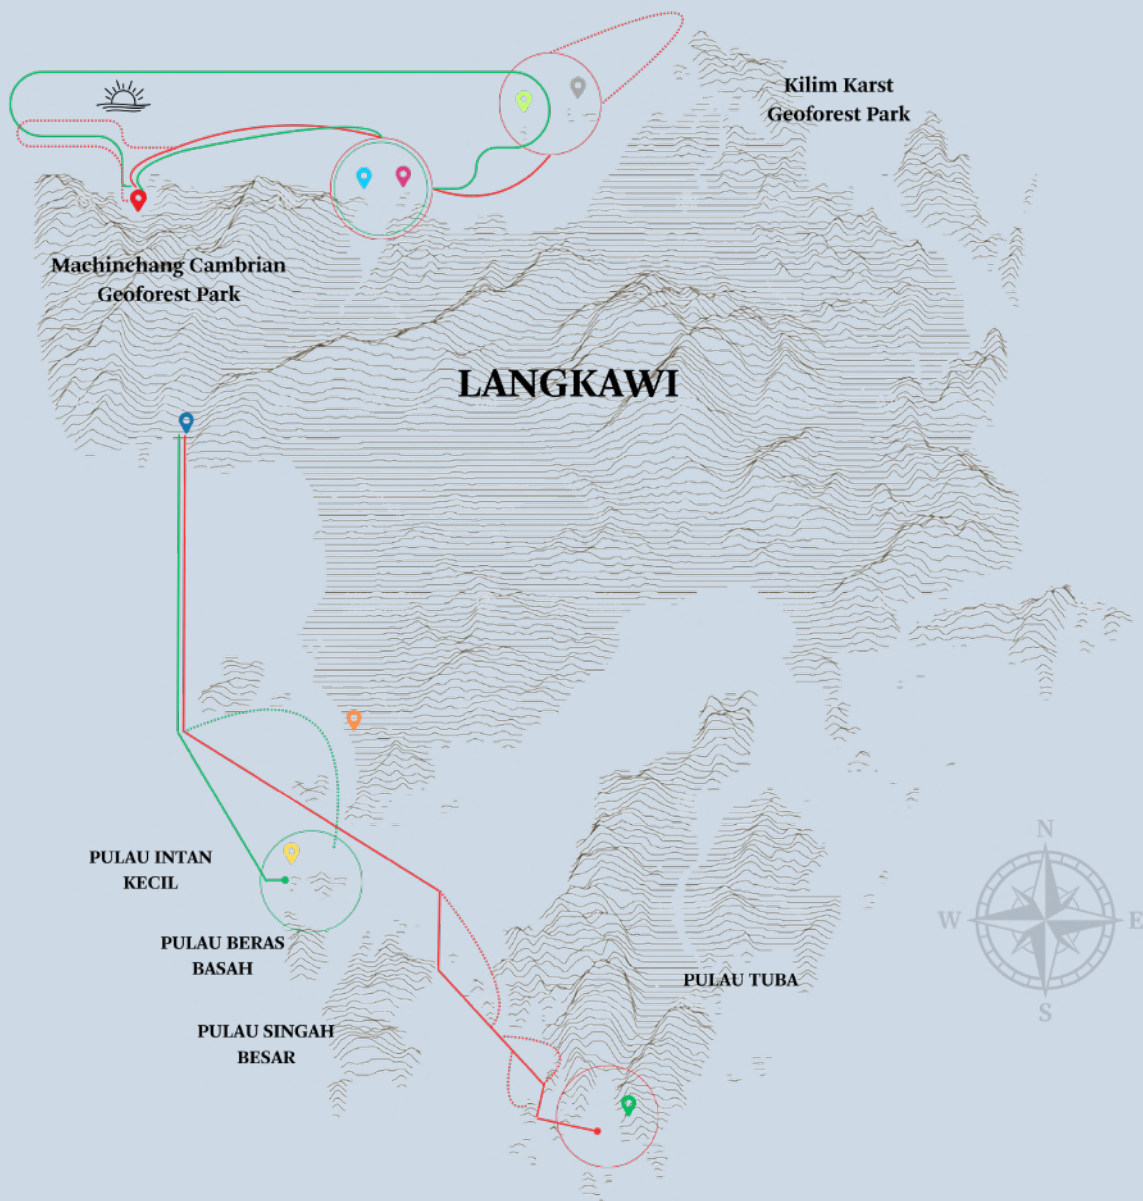 Kilim Karst
Geoforest Park
Machinchang Cambrian
Geoforest Park
LANGKAWI
PULAU INTAN
KECIL
PULAU BERAS
BASAH
PULAU SINGAH
BESAR
PULAU TUBA
N
W
E
S